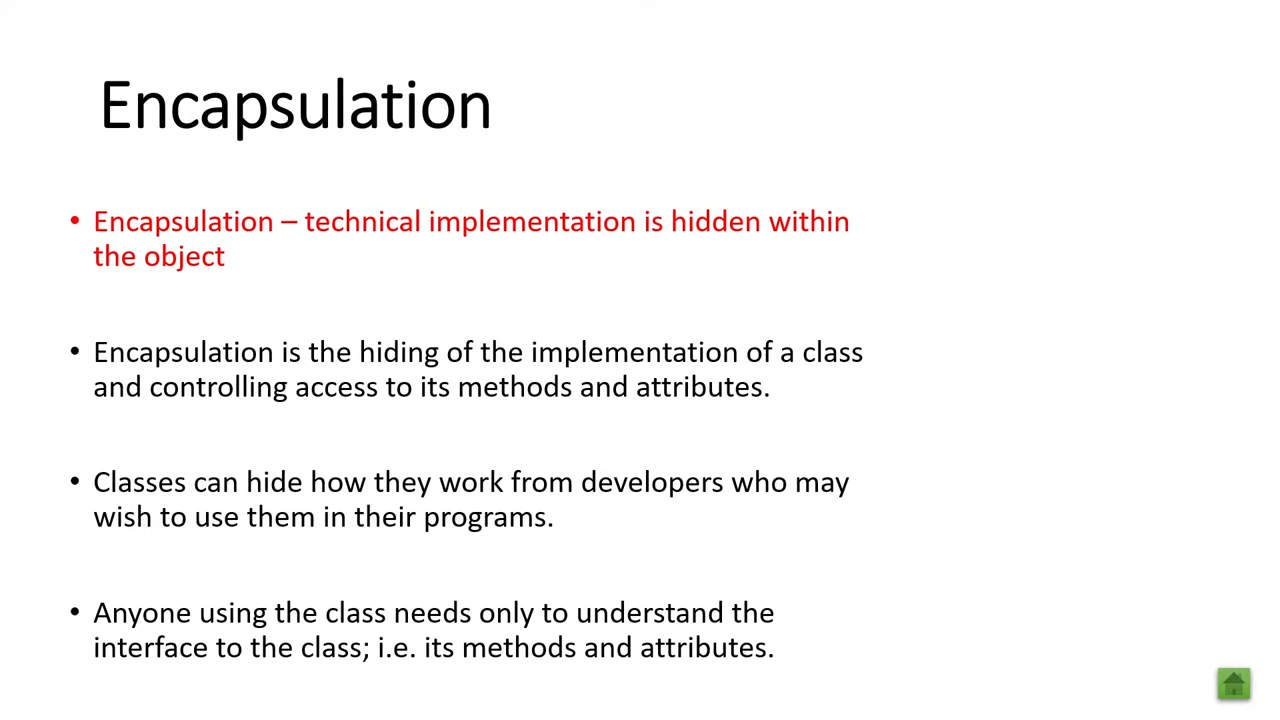 Encapsulation
• Encapsulation – technical implementation is hidden within
the object
• Encapsulation is the hiding of the implementation of a class
and controlling access to its methods and attributes.
• Classes can hide how they work from developers who may
wish to use them in their programs.
• Anyone using the class needs only to understand the
interface to the class; i.e. its methods and attributes.